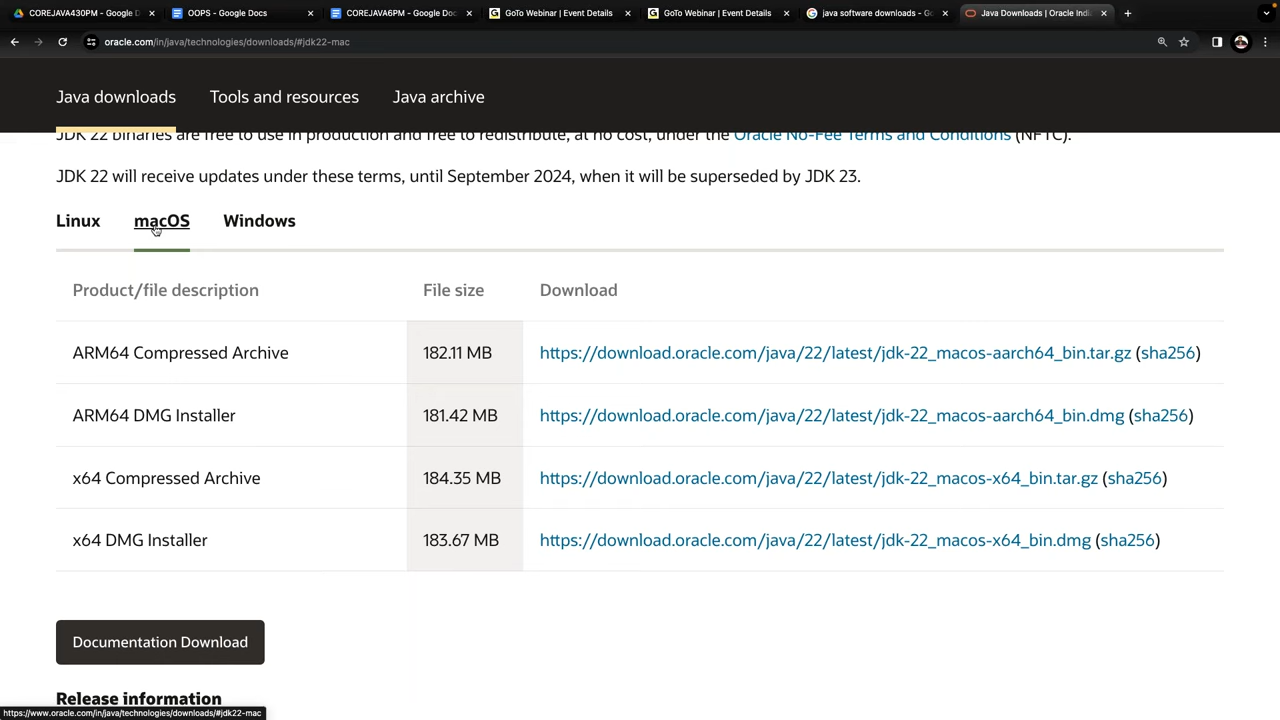 COREJAVA430PM - Google D
OOPS - Google Docs
COREJAVA6PM - Google Doc
GoTo Webinar | Event Details
GoTo Webinar | Event Details
java software downloads - Go
Java Downloads | Oracle Indi
oracle.com/in/java/technologies/downloads/#jdk22-mac
Java downloads
Tools and resources
Java archive
JDK 22 binaries are free to use in production and free to redistribute, at no cost, under the Oracle No-Fee Terms and Conditions (NFTC).
JDK 22 will receive updates under these terms, until September 2024, when it will be superseded by JDK 23.
Linux
macOS
Windows
Product/file description File size Download
ARM64 Compressed Archive 182.11 MB https://download.oracle.com/java/22/latest/jdk-22_macos-aarch64_bin.tar.gz (sha256)
ARM64 DMG Installer 181.42 MB https://download.oracle.com/java/22/latest/jdk-22_macos-aarch64_bin.dmg (sha256)
x64 Compressed Archive 184.35 MB https://download.oracle.com/java/22/latest/jdk-22_macos-x64_bin.tar.gz (sha256)
x64 DMG Installer 183.67 MB https://download.oracle.com/java/22/latest/jdk-22_macos-x64_bin.dmg (sha256)
Documentation Download
Release information
https://www.oracle.com/in/java/technologies/downloads/#jdk22-mac